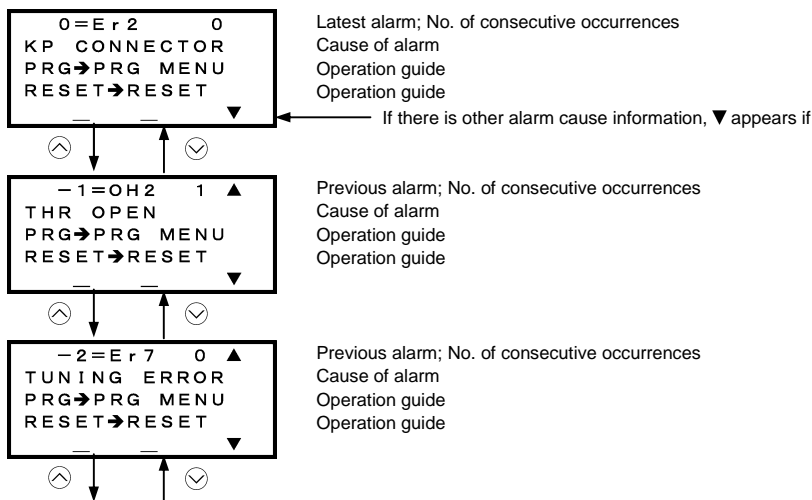 0=Er2 0
KP CONNECTOR
PRG➔PRG MENU
RESET➔RESET
▼
Latest alarm; No. of consecutive occurrences
Cause of alarm
Operation guide
Operation guide
If there is other alarm cause information, ▼ appears if
−1=OH2 1 ▲
THR OPEN
PRG➔PRG MENU
RESET➔RESET
▼
Previous alarm; No. of consecutive occurrences
Cause of alarm
Operation guide
Operation guide
−2=Er7 0 ▲
TUNING ERROR
PRG➔PRG MENU
RESET➔RESET
▼
Previous alarm; No. of consecutive occurrences
Cause of alarm
Operation guide
Operation guide